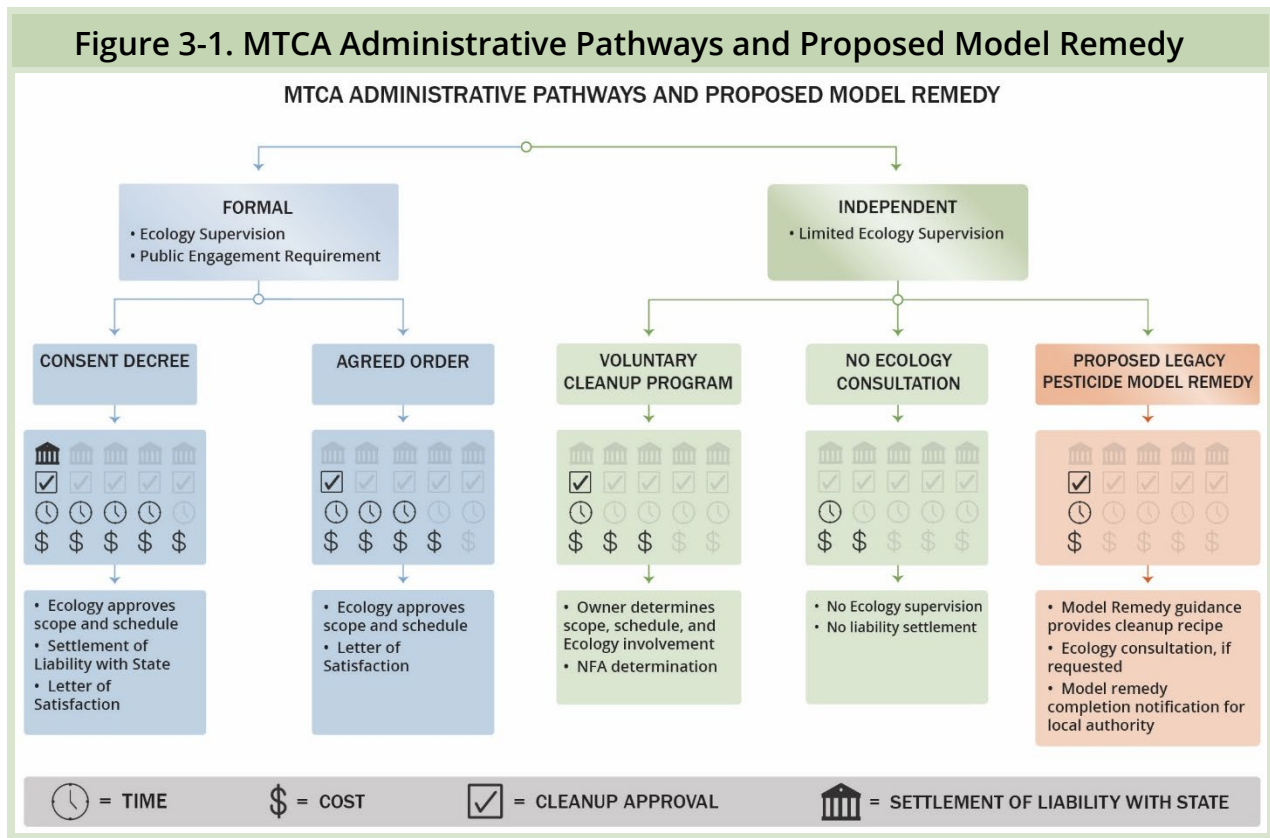 Figure 3-1. MTCA Administrative Pathways and Proposed Model Remedy
MTCA ADMINISTRATIVE PATHWAYS AND PROPOSED MODEL REMEDY
FORMAL
• Ecology Supervision
• Public Engagement Requirement
INDEPENDENT
• Limited Ecology Supervision
CONSENT DECREE
AGREED ORDER
VOLUNTARY
CLEANUP PROGRAM
NO ECOLOGY
CONSULTATION
PROPOSED LEGACY
PESTICIDE MODEL REMEDY
$ $ $ $ $
$ $ $ $ $
$ $ $ $ $
$ $ $ $ $
$ $ $ $ $
• Ecology approves
scope and schedule
• Settlement of
Liability with State
• Letter of
Satisfaction
• Ecology approves
scope and schedule
• Letter of
Satisfaction
• Owner determines
scope, schedule, and
Ecology involvement
• NFA determination
• No Ecology supervision
• No liability settlement
• Model Remedy guidance
provides cleanup recipe
• Ecology consultation, if
requested
• Model remedy
completion notification for
local authority
= TIME
$ = COST
= CLEANUP APPROVAL
= SETTLEMENT OF LIABILITY WITH STATE